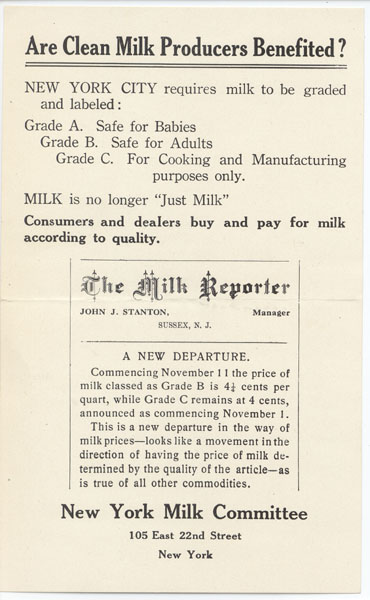 Are Clean Milk Producers Benefited?
NEW YORK CITY requires milk to be graded
and labeled:
Grade A. Safe for Babies
Grade B. Safe for Adults
Grade C. For Cooking and Manufacturing
purposes only.
MILK is no longer “Just Milk”
Consumers and dealers buy and pay for milk
according to quality.
The Milk Reporter
JOHN J. STANTON, Manager
SUSSEX, N. J.
A NEW DEPARTURE.
Commencing November 11 the price of
milk classed as Grade B is 4¼ cents per
quart, while Grade C remains at 4 cents,
announced as commencing November 1.
This is a new departure in the way of
milk prices—looks like a movement in the
direction of having the price of milk de-
termined by the quality of the article—as
is true of all other commodities.
New York Milk Committee
105 East 22nd Street
New York